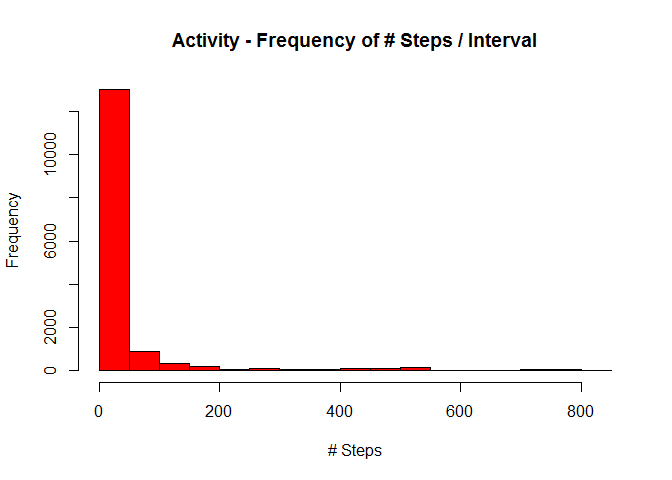 Activity - Frequency of # Steps / Interval
Frequency
10000
6000
2000
0
0 200 400 600 800
# Steps